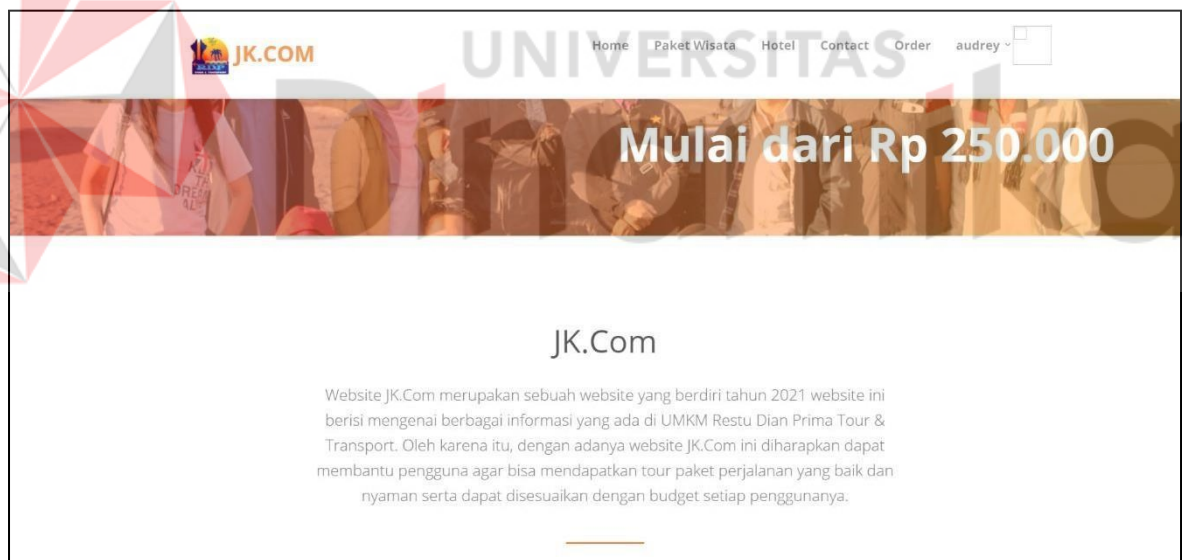 JK.COM
UNIVERSITAS
Home Paket Wisata Hotel Contact Order audrey
Dinamika
Mulai dari Rp 250.000
JK.Com
Website JK.Com merupakan sebuah website yang berdiri tahun 2021 website ini
berisi mengenai berbagai informasi yang ada di UMKM Restu Dian Prima Tour &
Transport. Oleh karena itu, dengan adanya website JK.Com ini diharapkan dapat
membantu pengguna agar bisa mendapatkan tour paket perjalanan yang baik dan
nyaman serta dapat disesuaikan dengan budget setiap penggunanya.